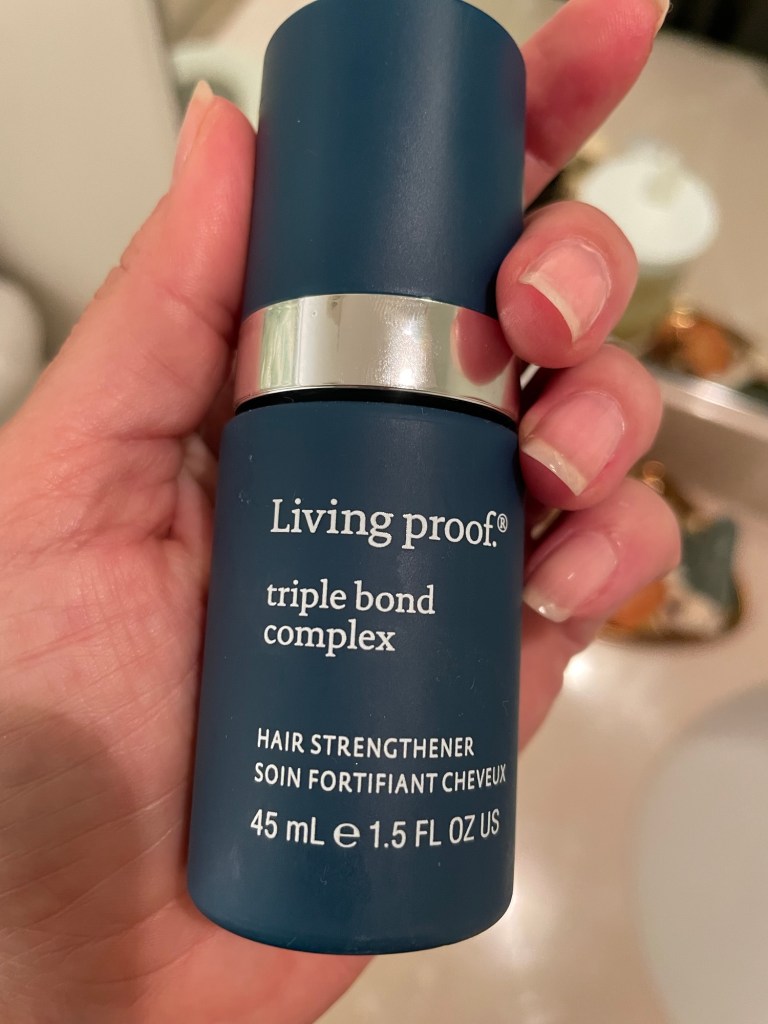 Living proof.®
triple bond
complex
HAIR STRENGTHENER
SOIN FORTIFIANT CHEVEUX
45 mL ℮ 1.5 FL OZ US